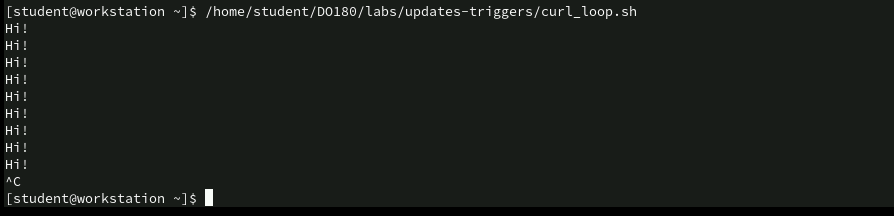 [student@workstation ~]$ /home/student/DO180/labs/updates-triggers/curl_loop.sh
Hi!
Hi!
Hi!
Hi!
Hi!
Hi!
Hi!
Hi!
Hi!
^C
[student@workstation ~]$